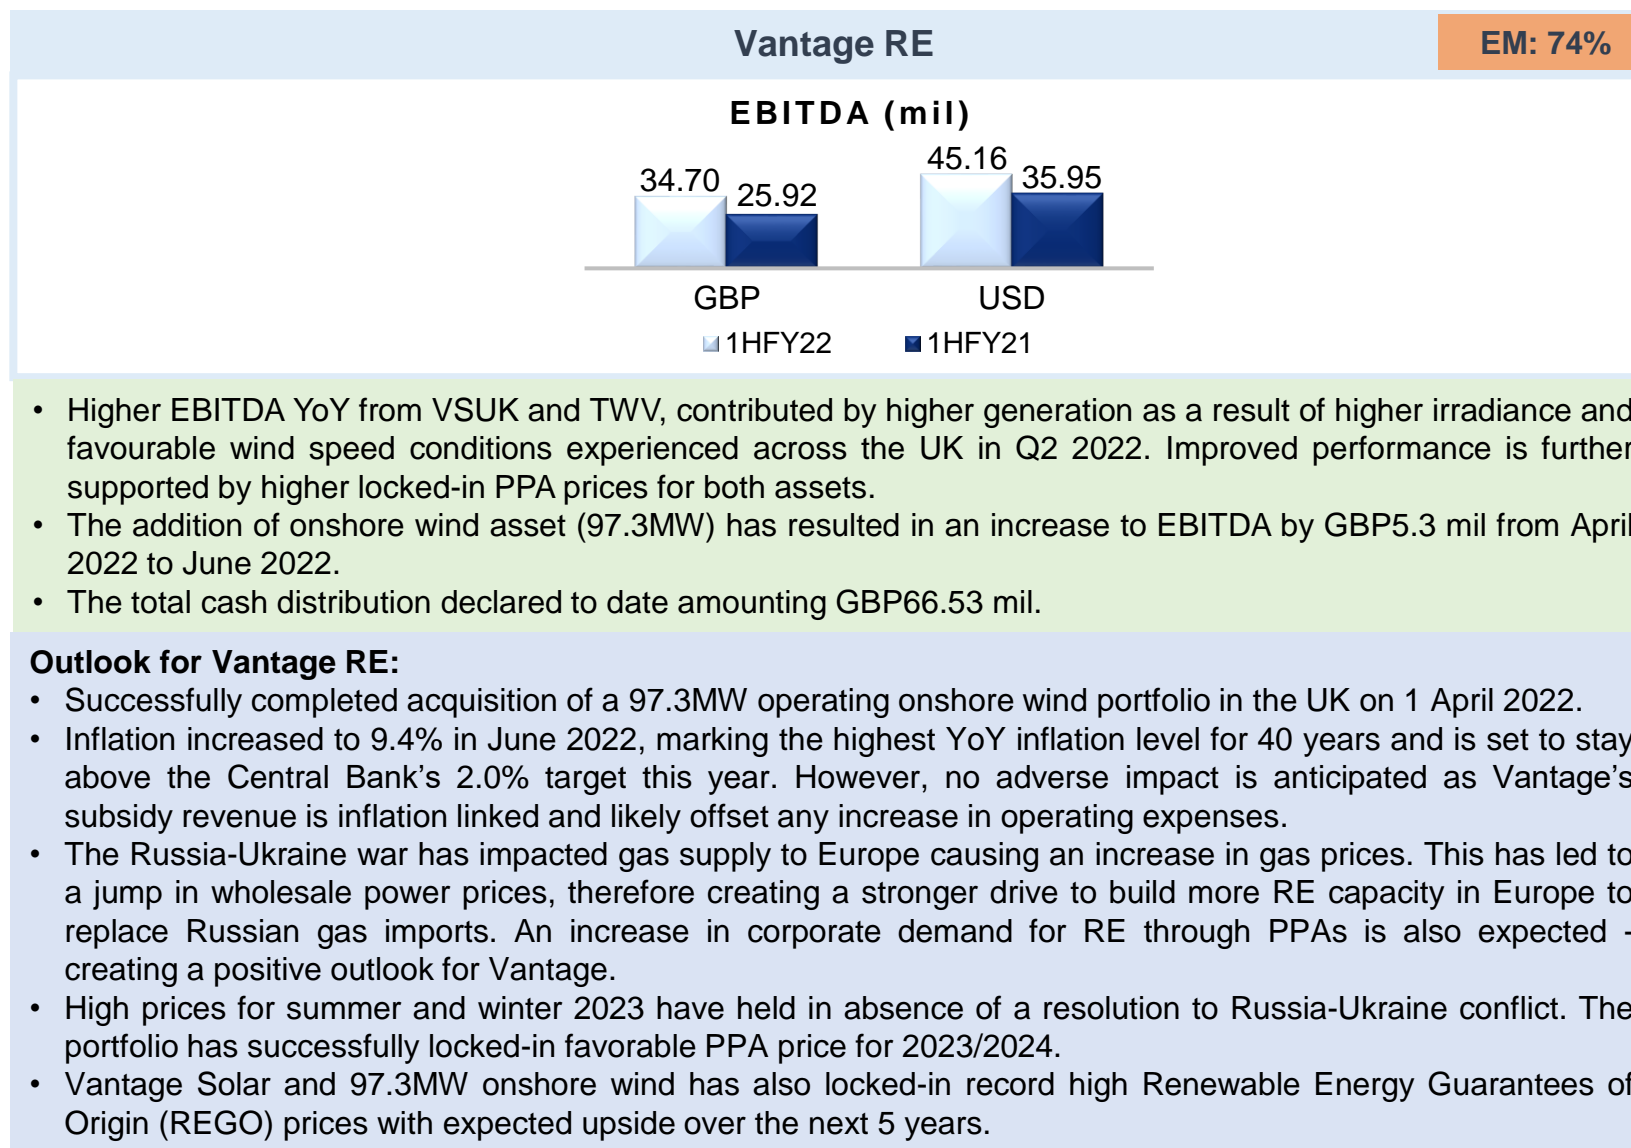 Vantage RE
EM: 74%
EBITDA (mil)
34.70
25.92
45.16
35.95
GBP
USD
1HFY22
1HFY21
• Higher EBITDA YoY from VSUK and TWV, contributed by higher generation as a result of higher irradiance and
favourable wind speed conditions experienced across the UK in Q2 2022. Improved performance is further
supported by higher locked-in PPA prices for both assets.
• The addition of onshore wind asset (97.3MW) has resulted in an increase to EBITDA by GBP5.3 mil from April
2022 to June 2022.
• The total cash distribution declared to date amounting GBP66.53 mil.
Outlook for Vantage RE:
• Successfully completed acquisition of a 97.3MW operating onshore wind portfolio in the UK on 1 April 2022.
• Inflation increased to 9.4% in June 2022, marking the highest YoY inflation level for 40 years and is set to stay
above the Central Bank’s 2.0% target this year. However, no adverse impact is anticipated as Vantage’s
subsidy revenue is inflation linked and likely offset any increase in operating expenses.
• The Russia-Ukraine war has impacted gas supply to Europe causing an increase in gas prices. This has led to
a jump in wholesale power prices, therefore creating a stronger drive to build more RE capacity in Europe to
replace Russian gas imports. An increase in corporate demand for RE through PPAs is also expected -
creating a positive outlook for Vantage.
• High prices for summer and winter 2023 have held in absence of a resolution to Russia-Ukraine conflict. The
portfolio has successfully locked-in favorable PPA price for 2023/2024.
• Vantage Solar and 97.3MW onshore wind has also locked-in record high Renewable Energy Guarantees of
Origin (REGO) prices with expected upside over the next 5 years.